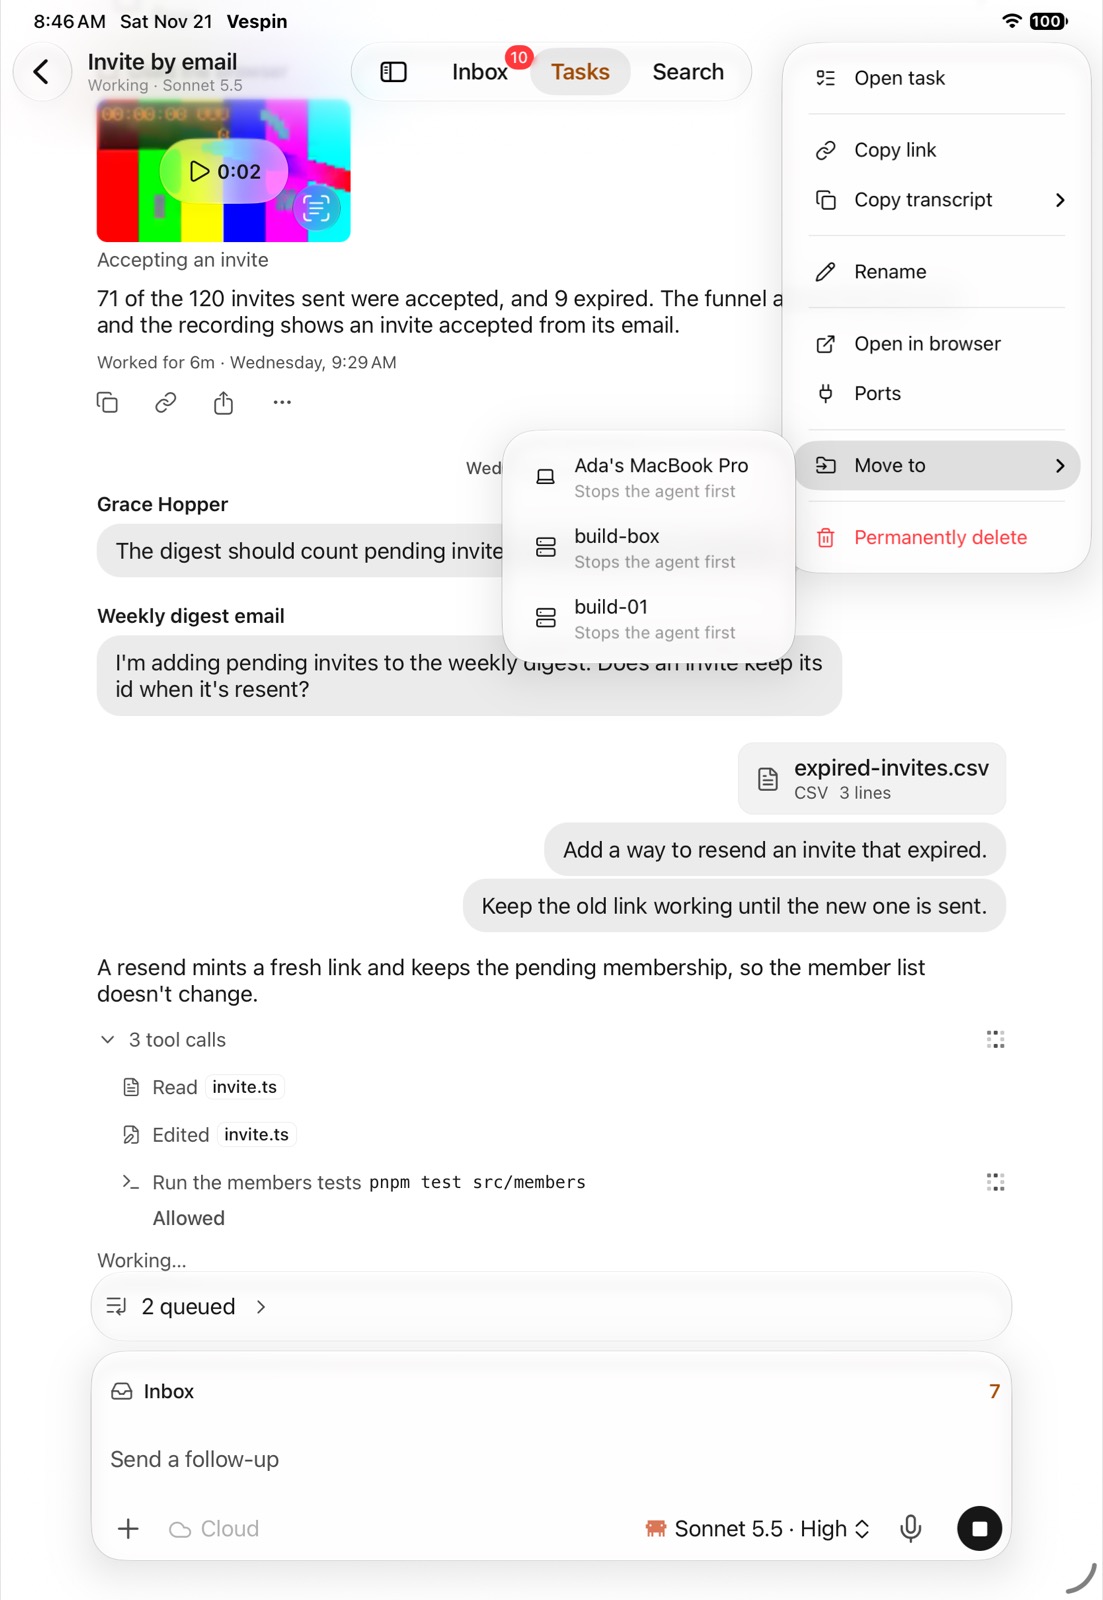 8:46 AM Sat Nov 21 Vespin
100
Invite by email
Working · Sonnet 5.5
Inbox
10
Tasks
Search
0:02
Accepting an invite
71 of the 120 invites sent were accepted, and 9 expired. The funnel a
and the recording shows an invite accepted from its email.
Worked for 6m · Wednesday, 9:29 AM
Open task
Copy link
Copy transcript
Rename
Open in browser
Ports
Move to
Permanently delete
Ada's MacBook Pro
Stops the agent first
build-box
Stops the agent first
build-01
Stops the agent first
Wed
Grace Hopper
The digest should count pending invite
Weekly digest email
I'm adding pending invites to the weekly digest. Does an invite keep its
id when it's resent?
expired-invites.csv
CSV 3 lines
Add a way to resend an invite that expired.
Keep the old link working until the new one is sent.
A resend mints a fresh link and keeps the pending membership, so the member list
doesn't change.
3 tool calls
Read invite.ts
Edited invite.ts
Run the members tests pnpm test src/members
Allowed
Working...
2 queued
Inbox
7
Send a follow-up
Cloud
Sonnet 5.5 · High